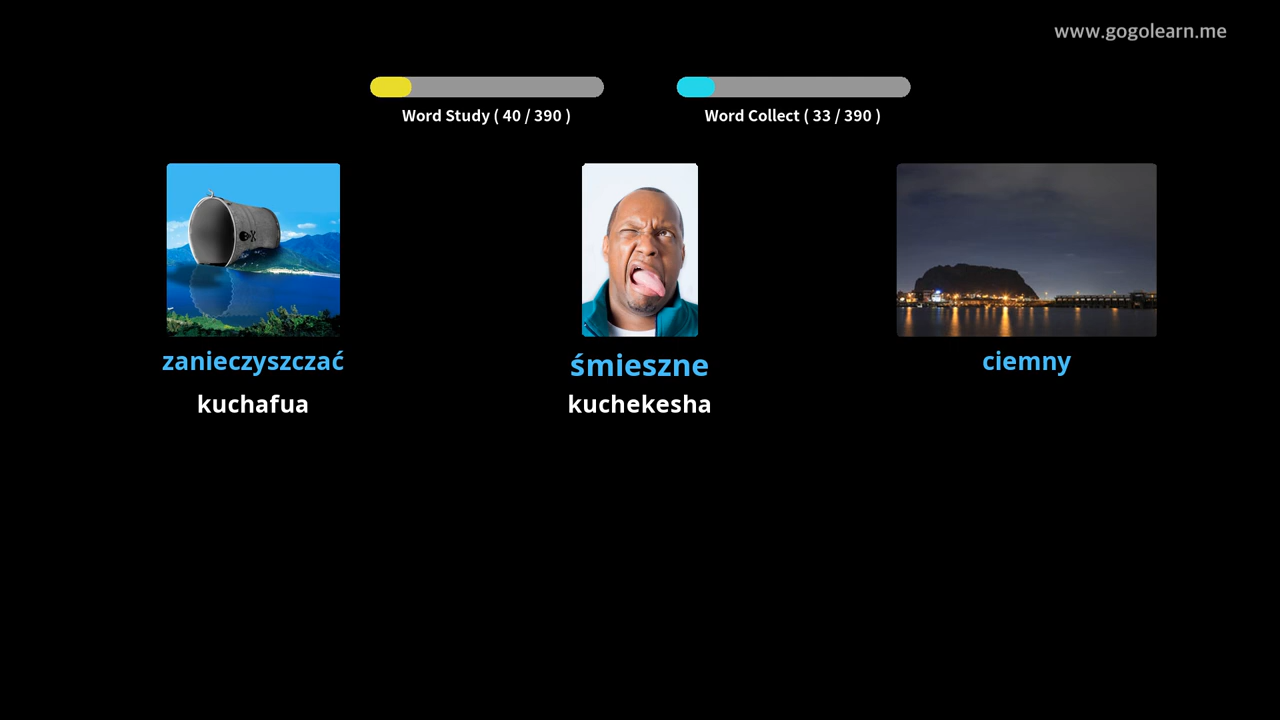 www.gogolearn.me
Word Study ( 40 / 390 )
Word Collect ( 33 / 390 )
zanieczyszczać
śmieszne
ciemny
kuchafua
kuchekesha